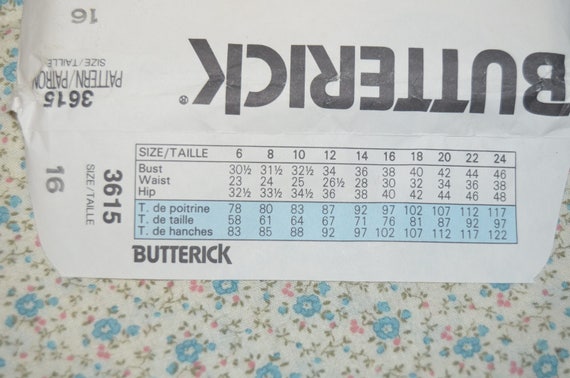 16
SIZE/TAILLE
3615
PATTERN/PATRON
BUTTERICK®
16
SIZE/TAILLE
3615
SIZE/TAILLE 6 8 10 12 14 16 18 20 22 24
Bust 30½ 31½ 32½ 34 36 38 40 42 44 46
Waist 23 24 25 26½ 28 30 32 34 36 38
Hip 32½ 33½ 34½ 36 38 40 42 44 46 48
T. de poitrine 78 80 83 87 92 97 102 107 112 117
T. de taille 58 61 64 67 71 76 81 87 92 97
T. de hanches 83 85 88 92 97 102 107 112 117 122
BUTTERICK